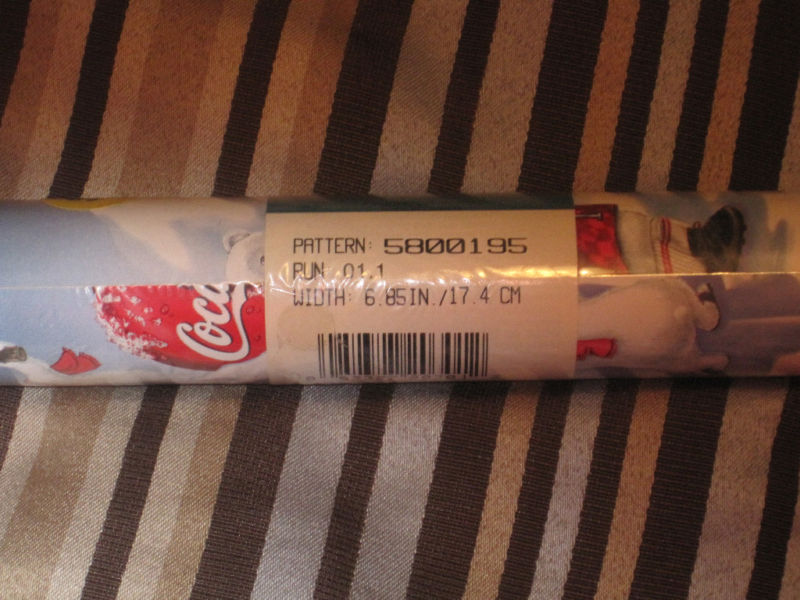 PATTERN: 5800195
RUN: 01.1
WIDTH: 6.85IN./17.4 CM
Coca